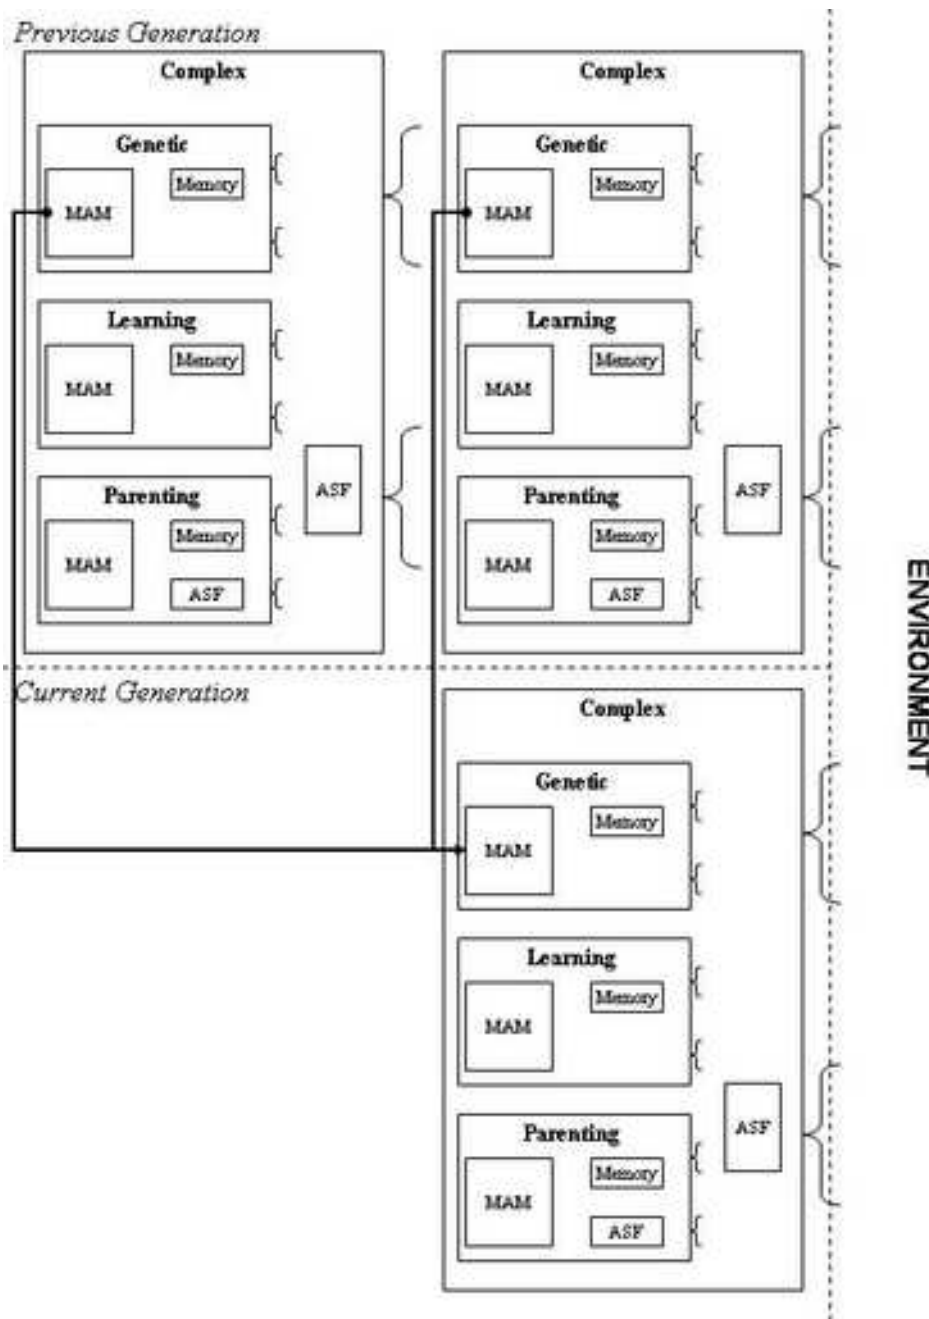 Previous Generation
Complex
Genetic
MAM
Memory
Learning
MAM
Memory
ASF
Parenting
MAM
Memory
ASF
Complex
Genetic
MAM
Memory
Learning
MAM
Memory
ASF
Parenting
MAM
Memory
ASF
ENVIRONMENT
Current Generation
Complex
Genetic
MAM
Memory
Learning
MAM
Memory
ASF
Parenting
MAM
Memory
ASF